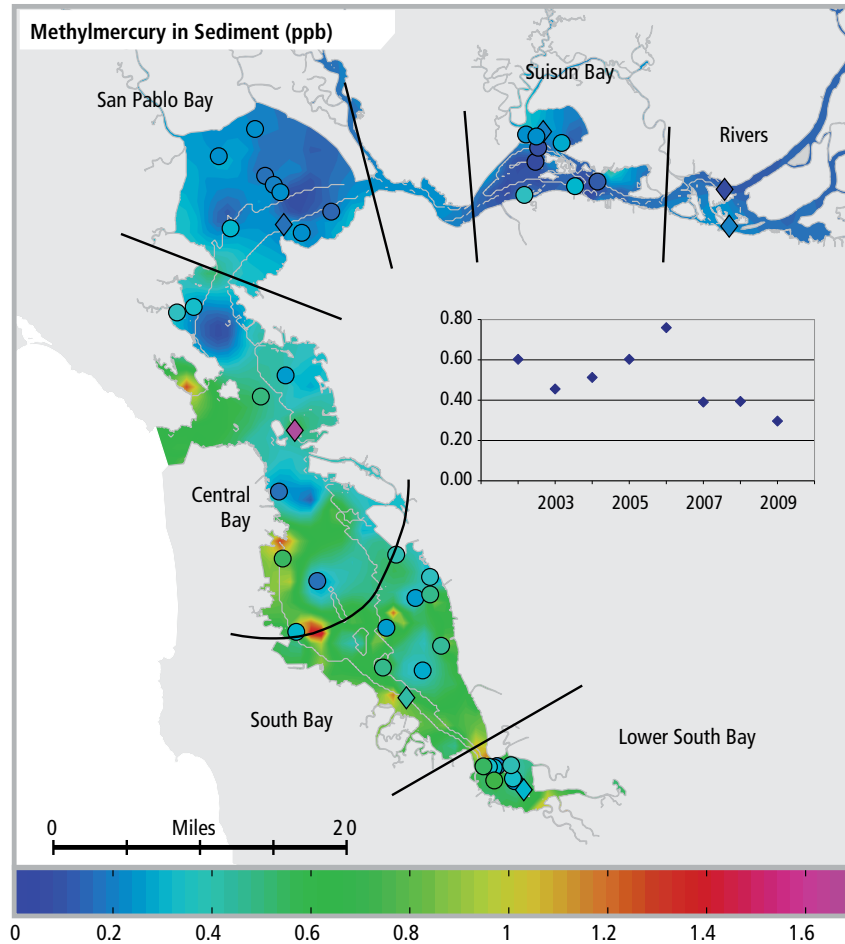 Methylmercury in Sediment (ppb)
Suisun Bay
San Pablo Bay
Rivers
0.80
0.60
0.40
0.20
0.00
2003 2005 2007 2009
Central
Bay
South Bay
Lower South Bay
0 Miles 20
0 0.2 0.4 0.6 0.8 1 1.2 1.4 1.6